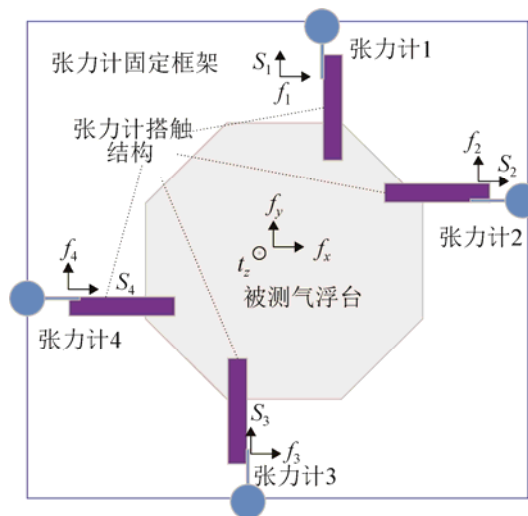 张力计1
张力计固定框架
S1
f1
张力计搭触
结构
f2
S2
张力计2
fy
fx
tz
被测气浮台
f4
S4
张力计4
S3
f3
张力计3